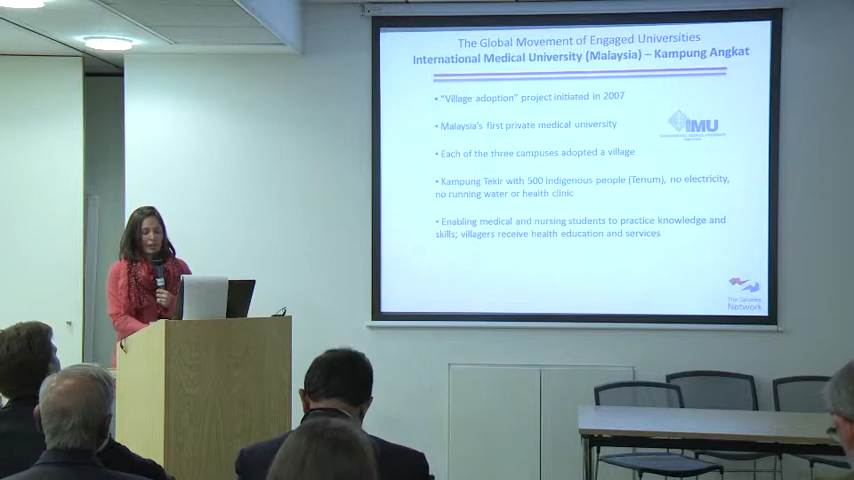 The Global Movement of Engaged Universities
International Medical University (Malaysia) – Kampung Angkat
• "Village adoption" project initiated in 2007
• Malaysia's first private medical university
IMU
• Each of the three campuses adopted a village
• Kampung Tekir with 500 indigenous people (Temum), no electricity,
no running water or health clinic
• Enabling medical and nursing students to practice knowledge and
skills; villagers receive health education and services
The Talloires
Network